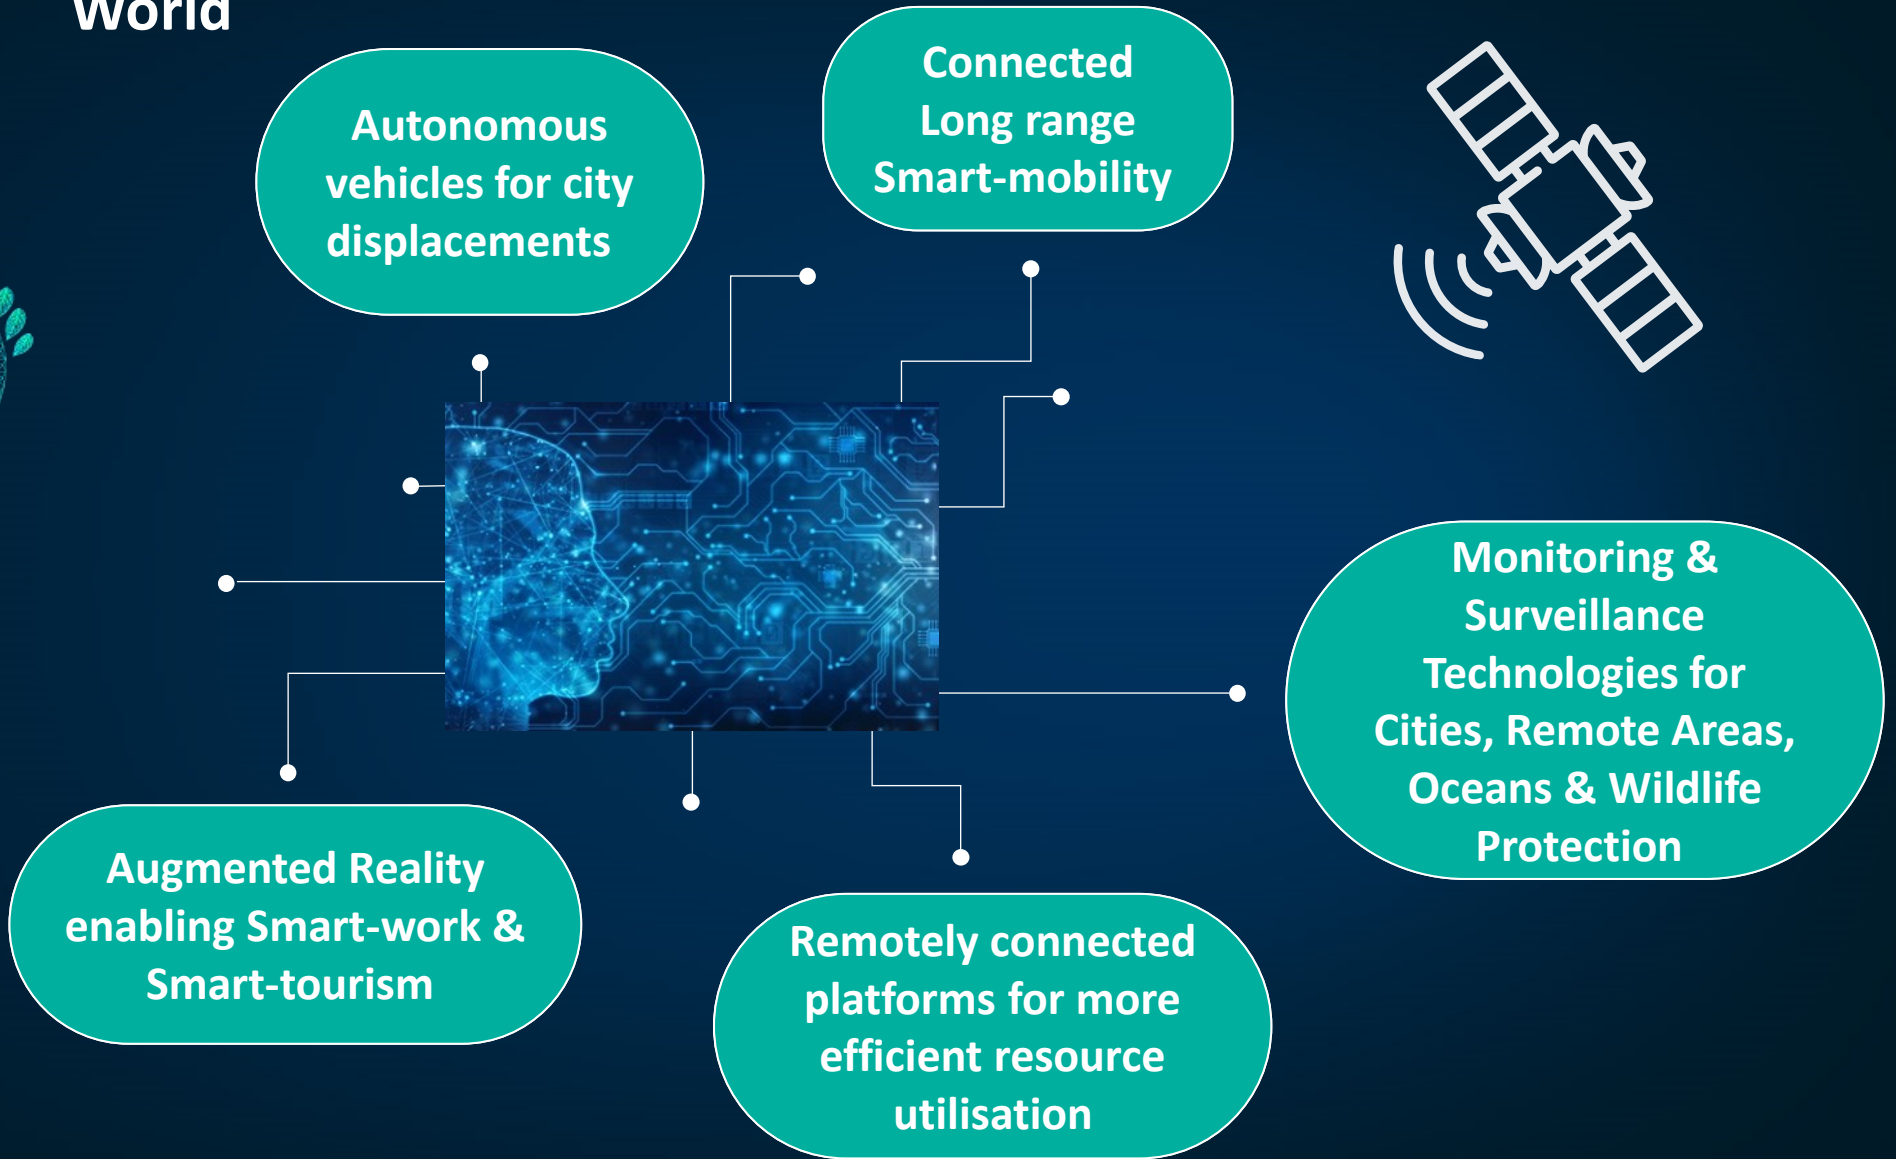 World
Autonomous
vehicles for city
displacements
Connected
Long range
Smart-mobility
Monitoring &
Surveillance
Technologies for
Cities, Remote Areas,
Oceans & Wildlife
Protection
Augmented Reality
enabling Smart-work &
Smart-tourism
Remotely connected
platforms for more
efficient resource
utilisation